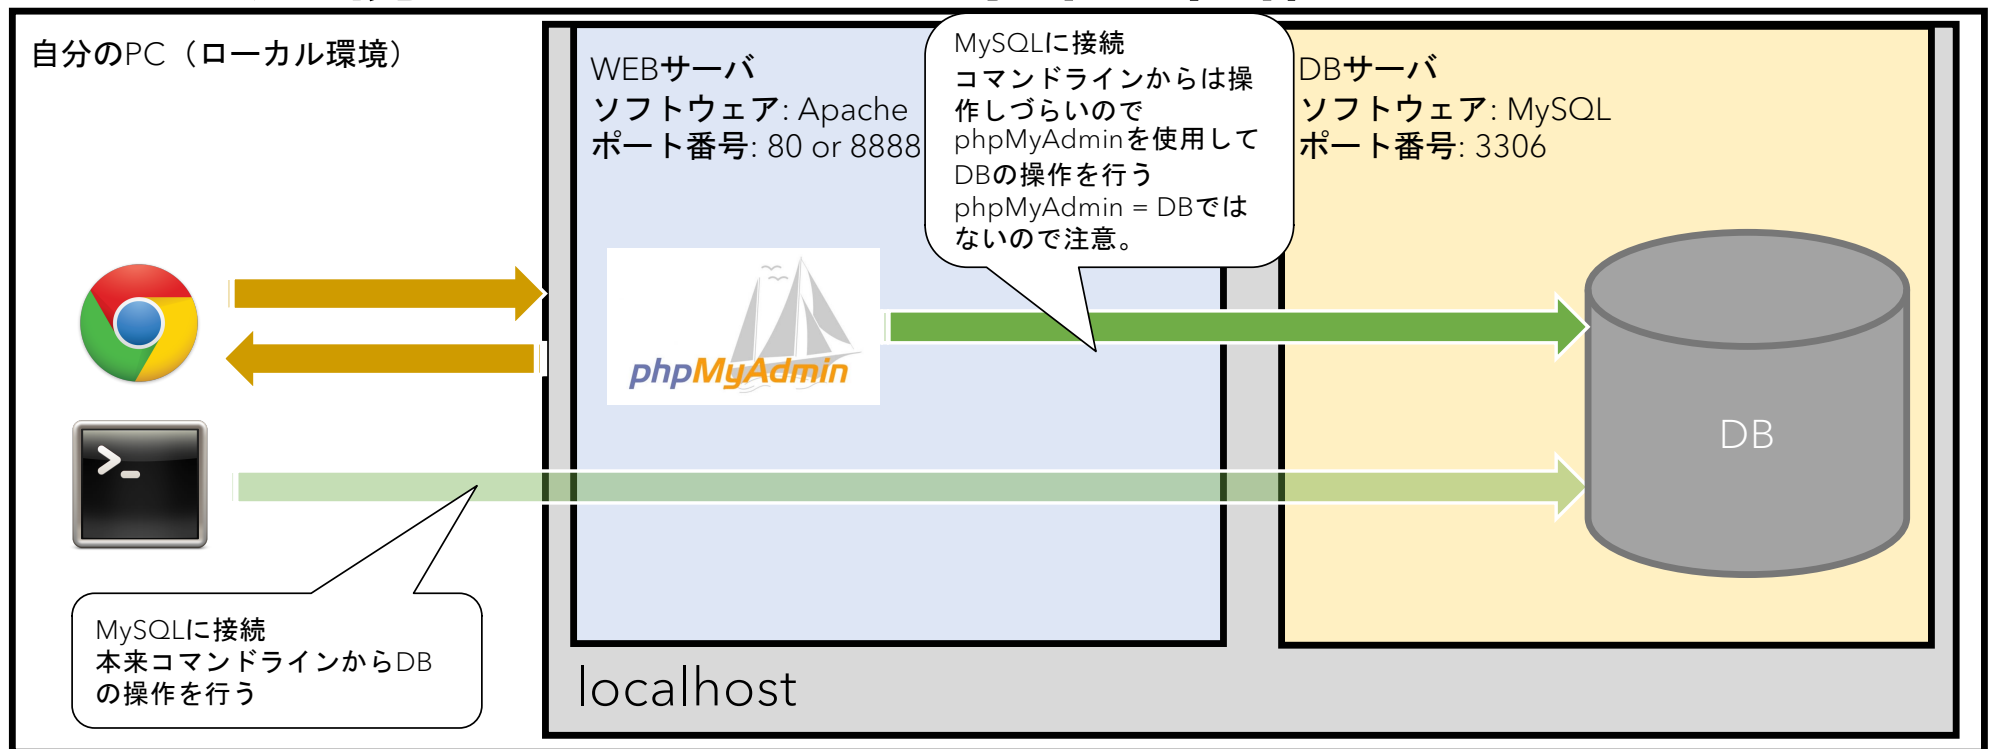 自分のPC（ローカル環境）
WEBサーバ
ソフトウェア: Apache
ポート番号: 80 or 8888
MySQLに接続
コマンドラインからは操
作しづらいので
phpMyAdminを使用して
DBの操作を行う
phpMyAdmin = DBでは
ないので注意。
DBサーバ
ソフトウェア: MySQL
ポート番号: 3306
phpMyAdmin
>_
DB
MySQLに接続
本来コマンドラインからDB
の操作を行う
localhost